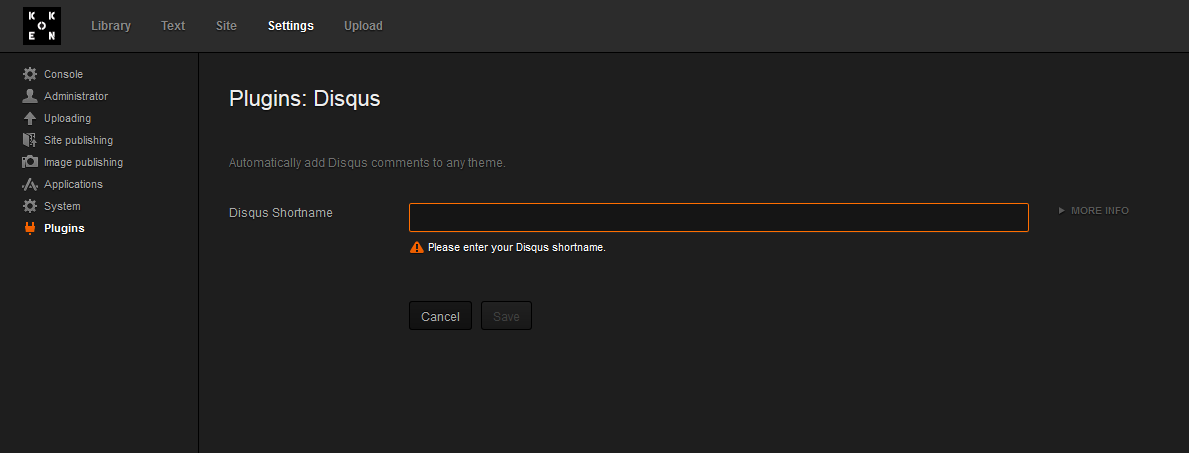 K K
O
E N
Library Text Site Settings Upload
Console
Administrator
Uploading
Site publishing
Image publishing
Applications
System
Plugins
Plugins: Disqus
Automatically add Disqus comments to any theme.
Disqus Shortname
MORE INFO
Please enter your Disqus shortname.
Cancel Save